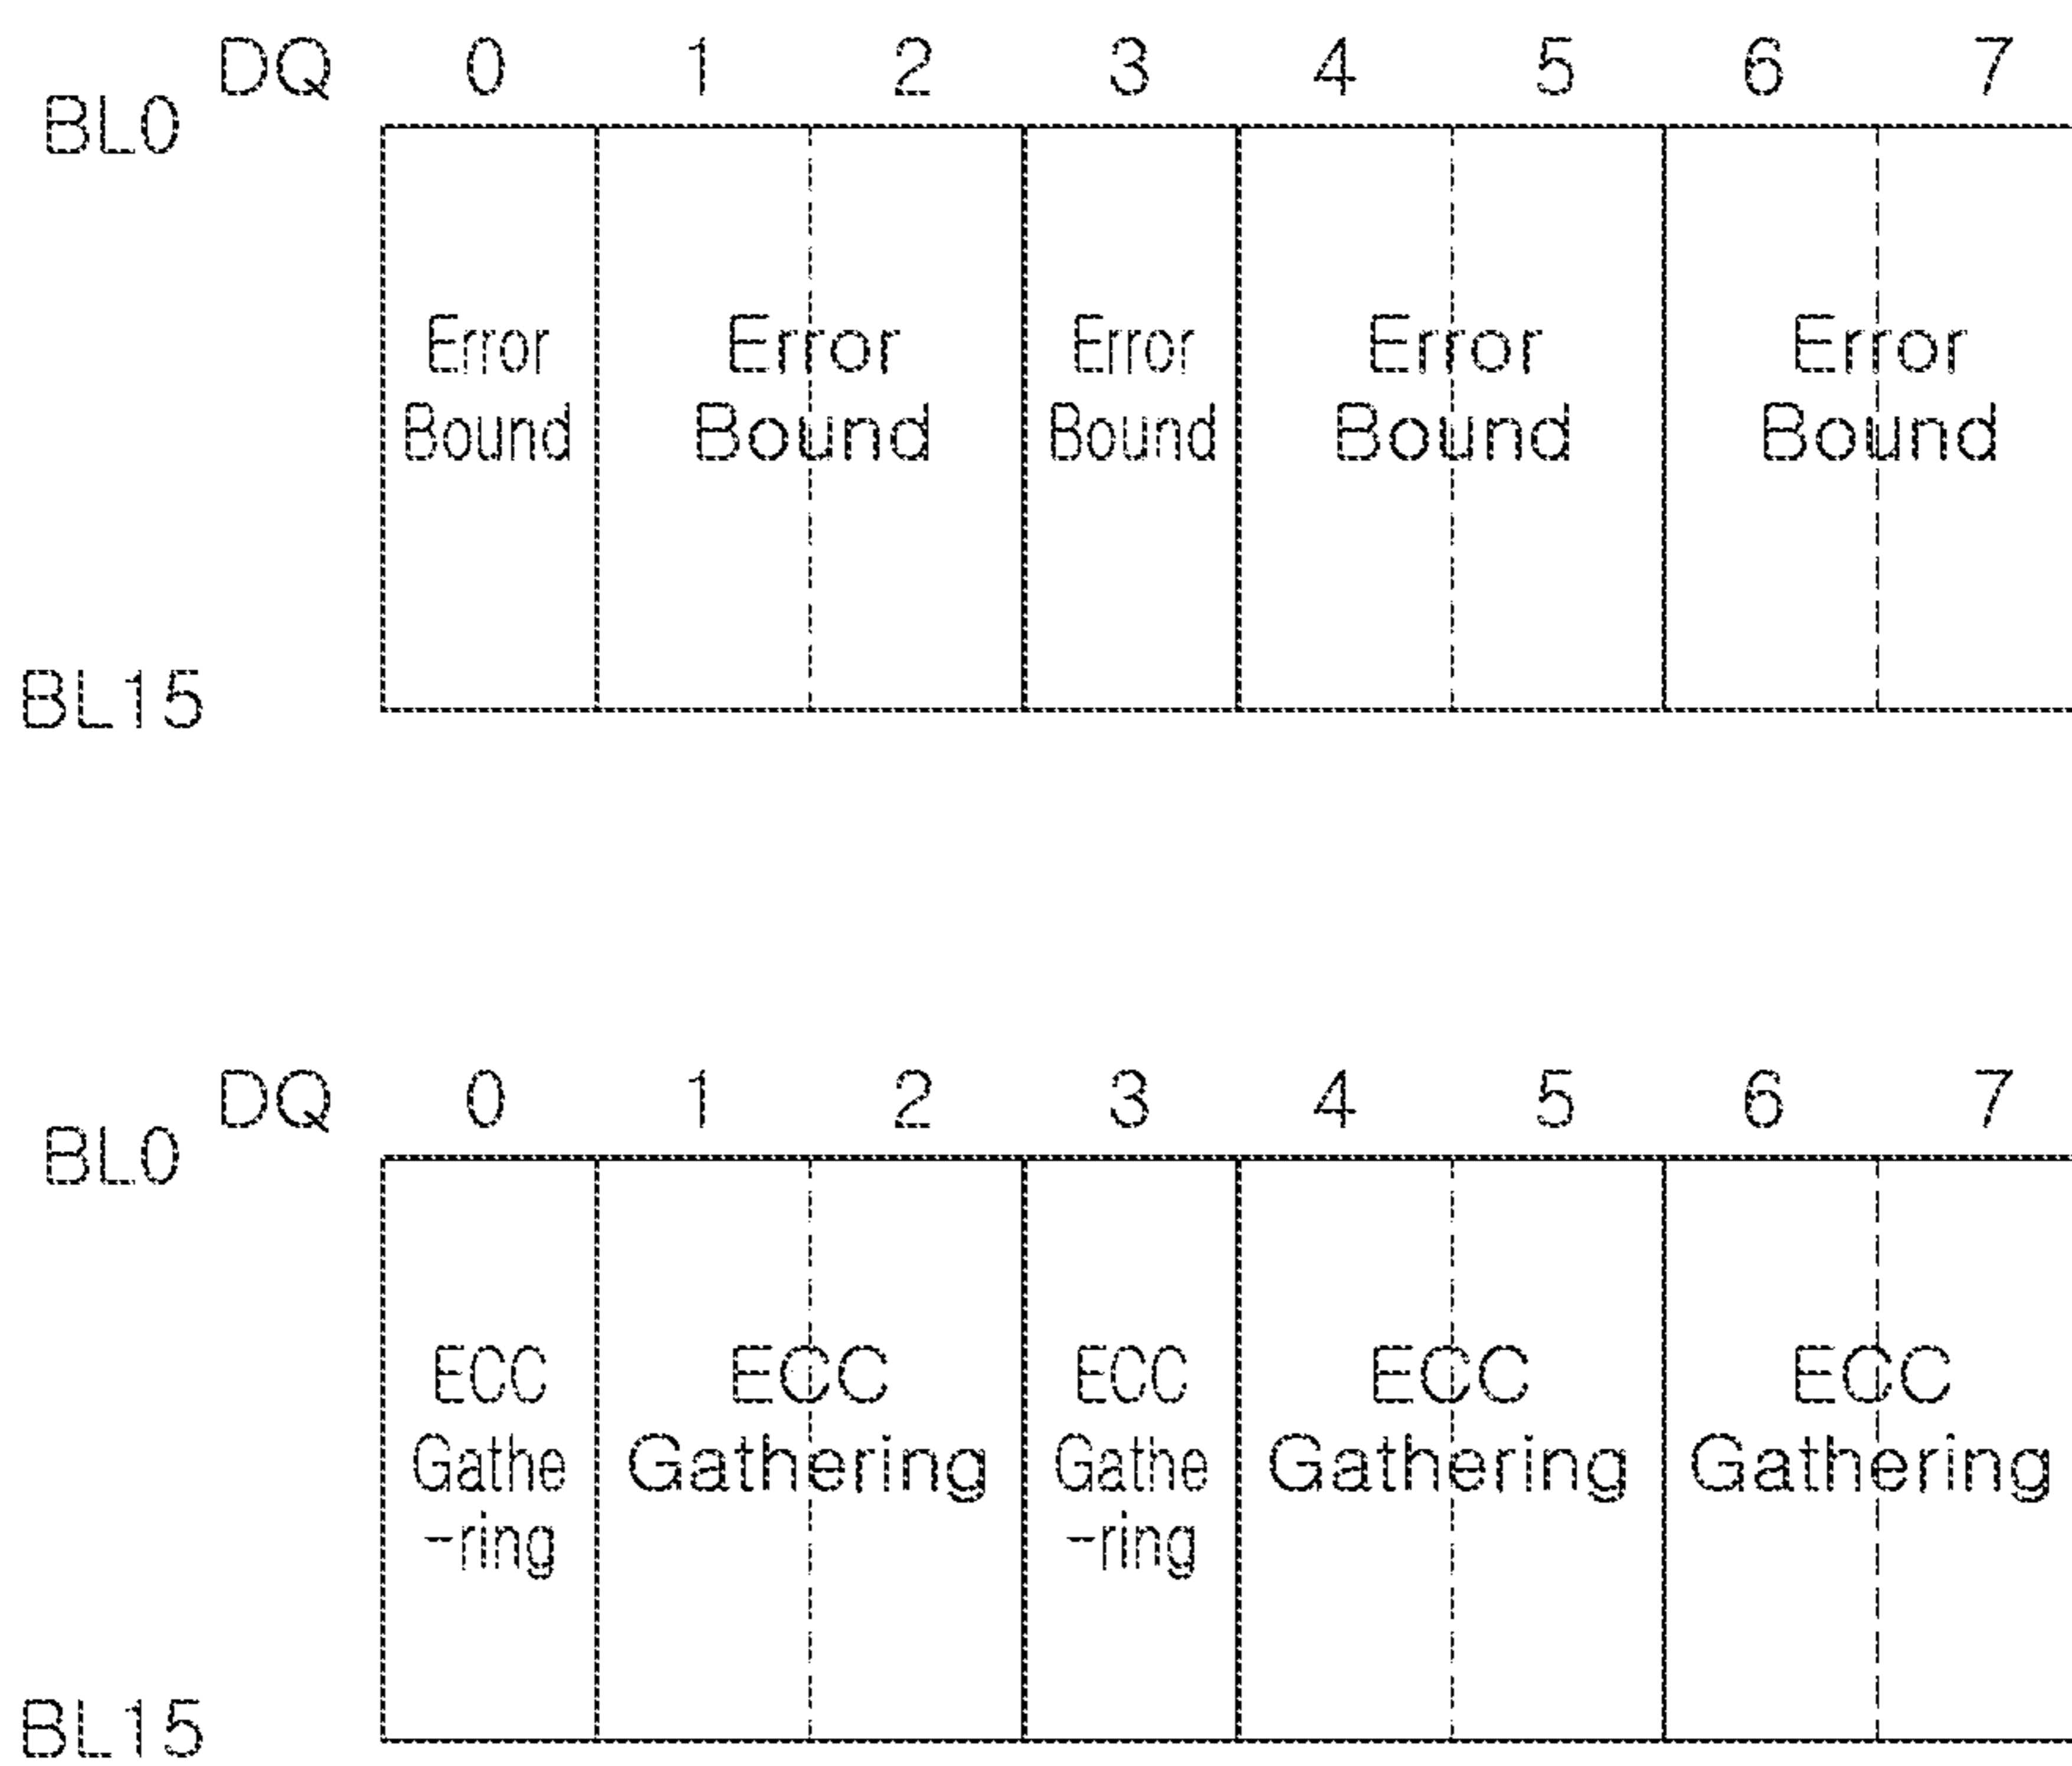 DQ 0 1 2 3 4 5 6 7
BL0
Error Error Error Error Error
Bound Bound Bound Bound Bound
BL15
DQ 0 1 2 3 4 5 6 7
BL0
ECC ECC ECC ECC ECC
Gathe Gathering Gathe Gathering Gathering
-ring -ring
BL15